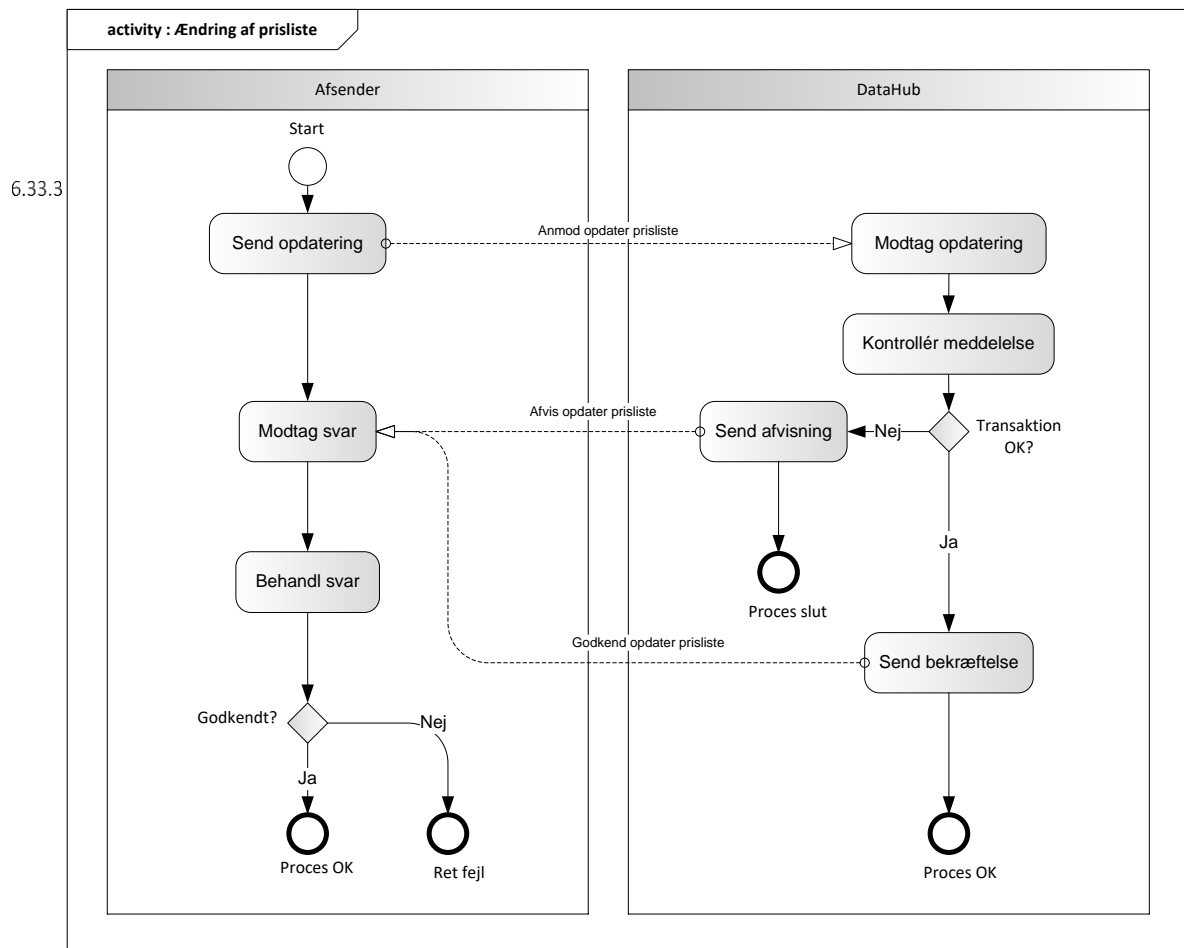 activity : Ændring af prisliste
Afsender
DataHub
Start
6.33.3
Send opdatering
Anmod opdater prisliste
Modtag opdatering
Kontrollér meddelelse
Modtag svar
Afvis opdater prisliste
Send afvisning
Nej
Transaktion
OK?
Ja
Behandl svar
Proces slut
Godkend opdater prisliste
Send bekræftelse
Godkendt?
Nej
Ja
Proces OK
Ret fejl
Proces OK